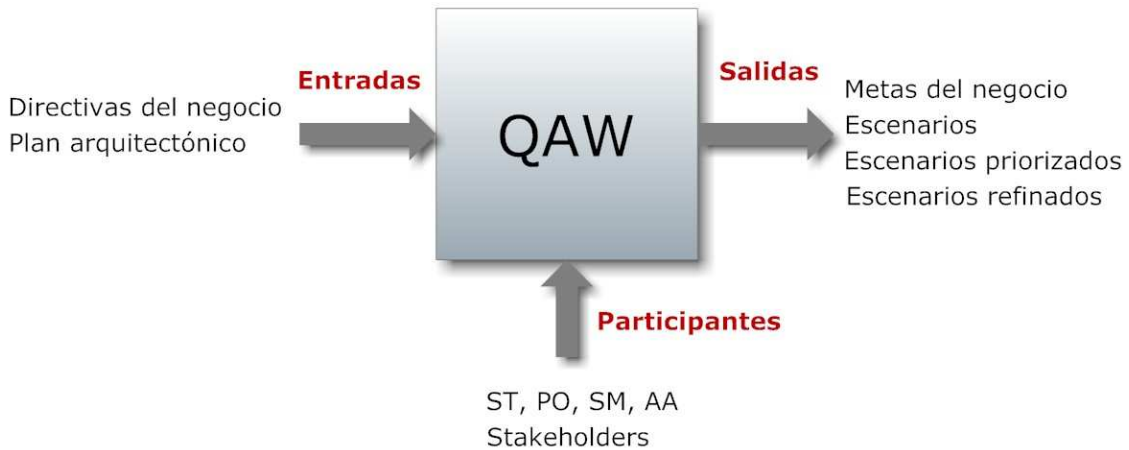 Entradas
Directivas del negocio
Plan arquitectónico
QAW
Salidas
Metas del negocio
Escenarios
Escenarios priorizados
Escenarios refinados
Participantes
ST, PO, SM, AA
Stakeholders